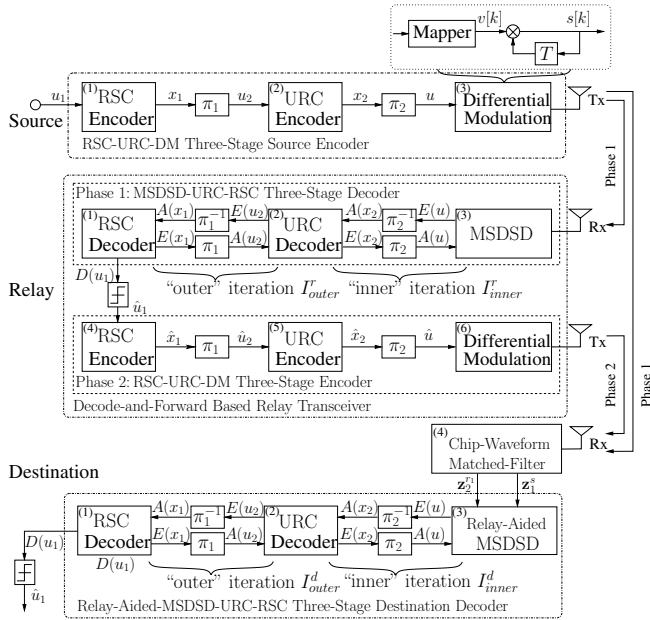 Mapper v[k] s[k]
T
Source
u₁ (1) RSC Encoder x₁ π₁ u₂ (2) URC Encoder x₂ π₂ u (3) Differential Modulation Tx
RSC-URC-DM Three-Stage Source Encoder
Phase 1
Phase 1
Relay
Phase 1: MSDSD-URC-RSC Three-Stage Decoder
(1) RSC Decoder A(x₁) π₁⁻¹ E(u₂) (2) URC Decoder A(x₂) π₂⁻¹ E(u) (3) MSDSD Rx
E(x₁) π₁ A(u₂) E(x₂) π₂ A(u)
D(u₁) "outer" iteration I^r_outer "inner" iteration I^r_inner
û₁
(4) RSC Encoder x̂₁ π₁ û₂ (5) URC Encoder x̂₂ π₂ û (6) Differential Modulation Tx
Phase 2: RSC-URC-DM Three-Stage Encoder
Decode-and-Forward Based Relay Transceiver
Phase 2
(4) Chip-Waveform Matched-Filter Rx
Destination
z₂^{r₁} z₁^s
(1) RSC Decoder A(x₁) π₁⁻¹ E(u₂) (2) URC Decoder A(x₂) π₂⁻¹ E(u) (3) Relay-Aided MSDSD
E(x₁) π₁ A(u₂) E(x₂) π₂ A(u)
D(u₁)
D(u₁)
"outer" iteration I^d_outer "inner" iteration I^d_inner
û₁
Relay-Aided-MSDSD-URC-RSC Three-Stage Destination Decoder